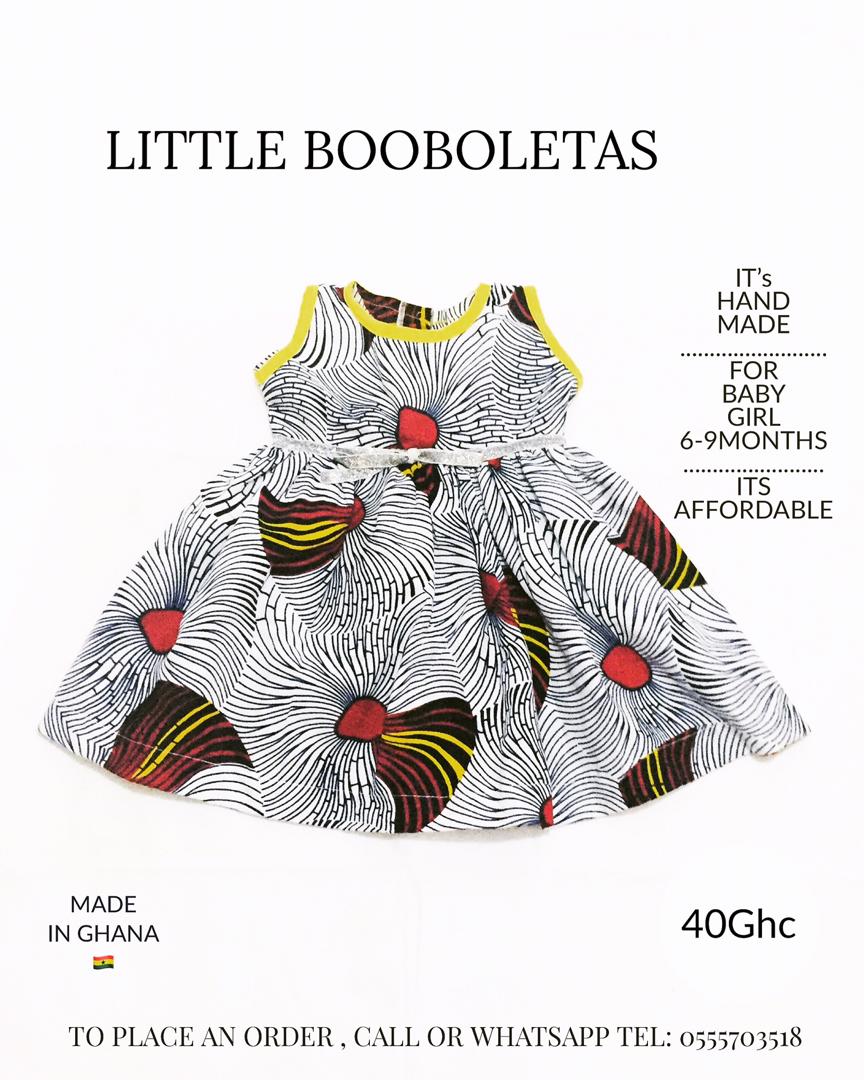 LITTLE BOOBOLETAS
IT's
HAND
MADE
..........................
FOR
BABY
GIRL
6-9MONTHS
........................
ITS
AFFORDABLE
MADE
IN GHANA
🇬🇭
40Ghc
TO PLACE AN ORDER , CALL OR WHATSAPP TEL: 0555703518